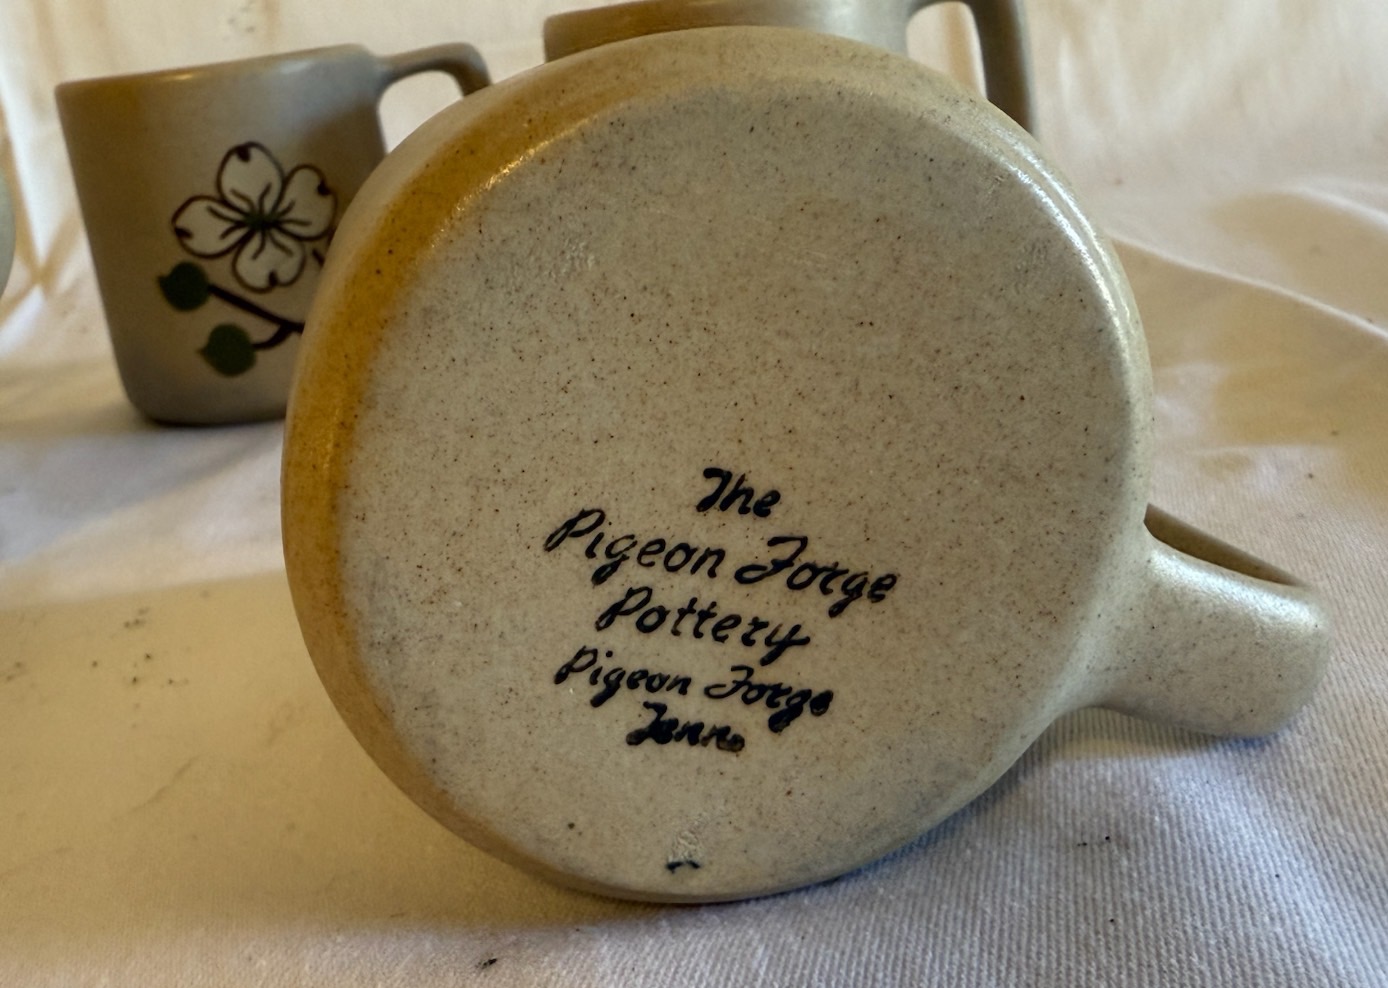 The
Pigeon Forge
Pottery
Pigeon Forge
Tenn.